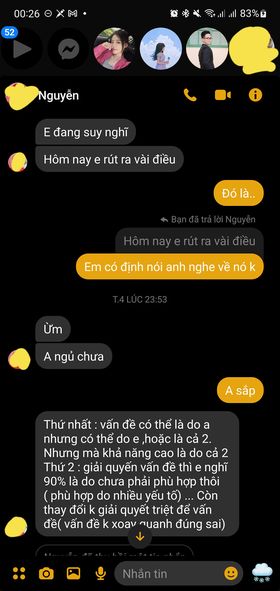 00:26
83%
52
Nguyễn
E đang suy nghĩ
Hôm nay e rút ra vài điều
Đó là..
Bạn đã trả lời Nguyên
Hôm nay e rút ra vài điều
Em có định nói anh nghe về nó k
T.4 LÚC 23:53
Ừm
A ngủ chưa
A sắp
Thứ nhất : vấn đề có thể là do a
nhưng có thể do e ,hoặc là cả 2.
Nhưng mà khả năng cao là do cả 2
Thứ 2 : giải quyến vấn đề thì e nghĩ
90% là do chưa phải phù hợp thôi
( phù hợp do nhiều yếu tố) ... Còn
thay đổi k giải quyết triệt để vấn
đề( vấn đề k xoay quanh đúng sai)
Nhắn tin